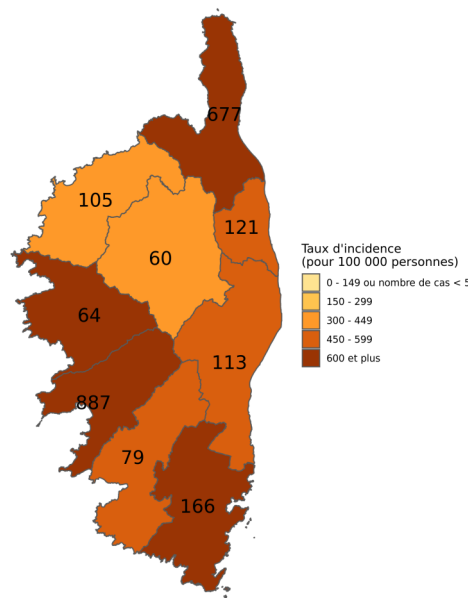 677
105
121
60
64
113
887
79
166
Taux d'incidence
(pour 100 000 personnes)
0 - 149 ou nombre de cas < 5
150 - 299
300 - 449
450 - 599
600 et plus